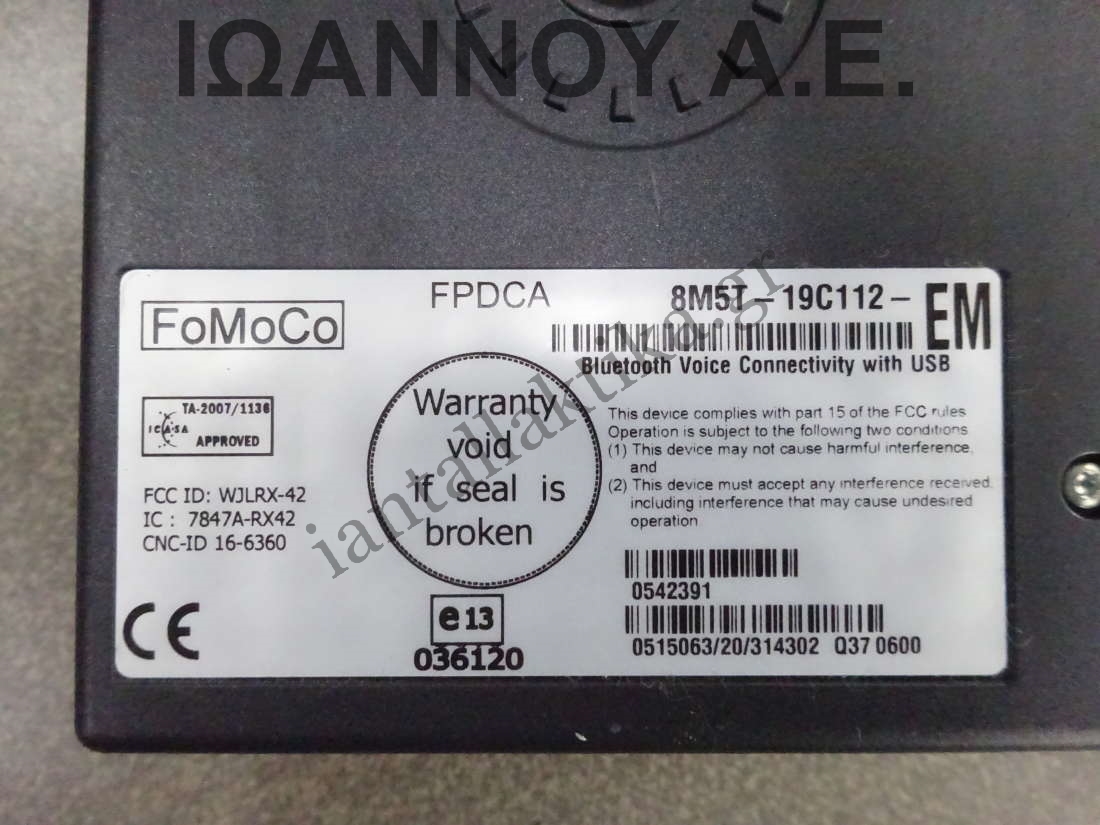 ΙΩΑΝΝΟΥ Α.Ε.
FoMoCo
FPDCA
8M5T-19C112-EM
Bluetooth Voice Connectivity with USB
TA-2007/1136
ICASA
APPROVED
FCC ID: WJLRX-42
IC : 7847A-RX42
CNC-ID 16-6360
Warranty
void
if seal is
broken
This device complies with part 15 of the FCC rules
Operation is subject to the following two conditions
(1) This device may not cause harmful interference,
and
(2) This device must accept any interference received,
including interference that may cause undesired
operation
0542391
0515063/20/314302 Q37 0600
CE
e13
036120
iantallaktika.gr